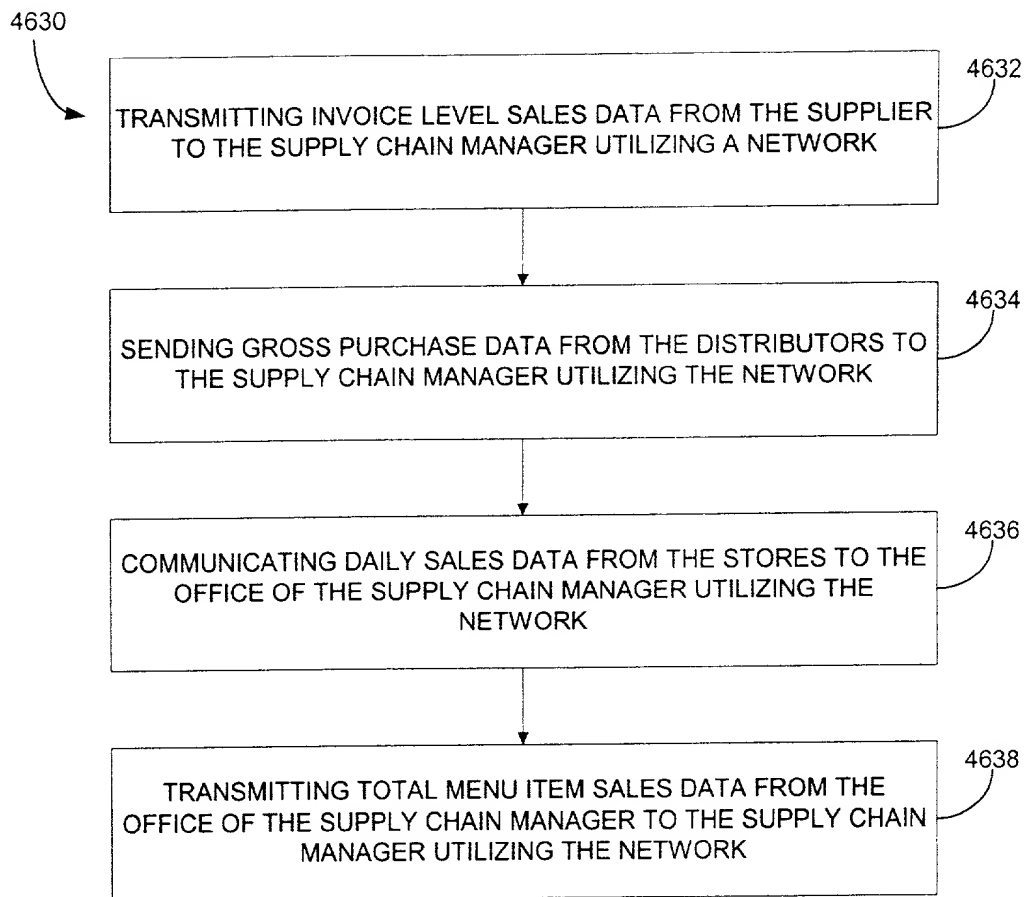 4630
4632
TRANSMITTING INVOICE LEVEL SALES DATA FROM THE SUPPLIER
TO THE SUPPLY CHAIN MANAGER UTILIZING A NETWORK
4634
SENDING GROSS PURCHASE DATA FROM THE DISTRIBUTORS TO
THE SUPPLY CHAIN MANAGER UTILIZING THE NETWORK
4636
COMMUNICATING DAILY SALES DATA FROM THE STORES TO THE
OFFICE OF THE SUPPLY CHAIN MANAGER UTILIZING THE
NETWORK
4638
TRANSMITTING TOTAL MENU ITEM SALES DATA FROM THE
OFFICE OF THE SUPPLY CHAIN MANAGER TO THE SUPPLY CHAIN
MANAGER UTILIZING THE NETWORK